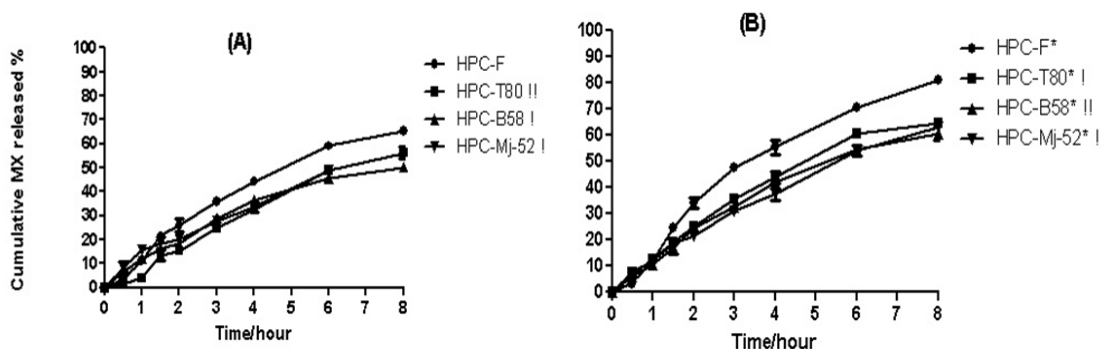 (A)
Cumulative MX released %
100
90
80
70
60
50
40
30
20
10
0
0 1 2 3 4 5 6 7 8
Time/hour
HPC-F
HPC-T80 !!
HPC-B58 !
HPC-Mj-52 !
(B)
100
90
80
70
60
50
40
30
20
10
0
0 1 2 3 4 5 6 7 8
Time/hour
HPC-F*
HPC-T80* !
HPC-B58* !!
HPC-Mj-52* !